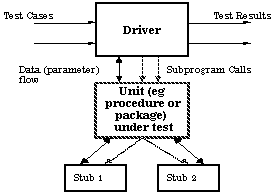 Test Cases
Test Results
Driver
Data (parameter)
flow
Subprogram Calls
Unit (eg
procedure or
package)
under test
Stub 1
Stub 2